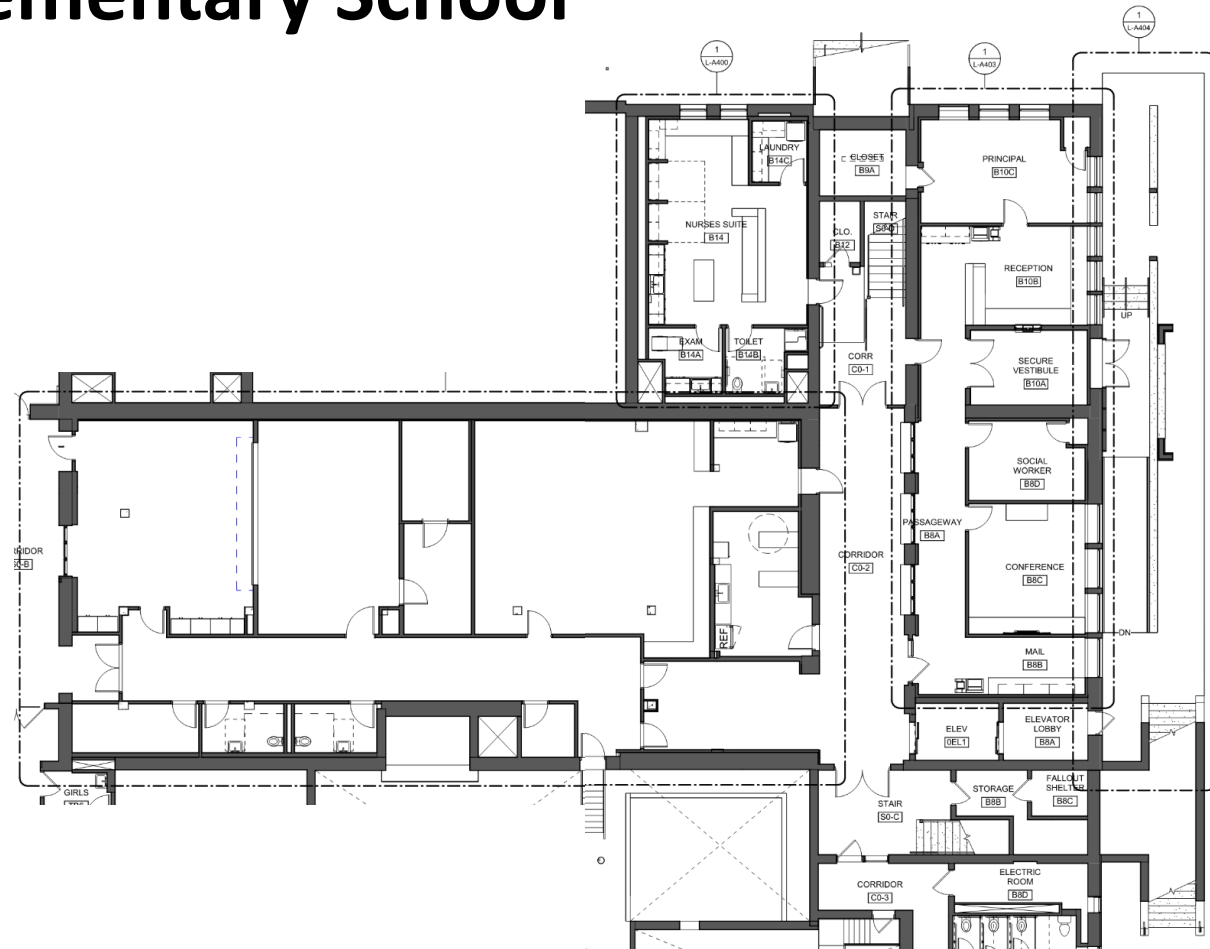 ementary School
1
L-A404
1
L-A400
1
L-A403
LAUNDRY
B14C
CLOSET
B9A
PRINCIPAL
B10C
NURSES SUITE
B14
CLO.
B12
STAIR
RECEPTION
B10B
UP
EXAM
B14A
TOILET
B14B
CORR
C0-1
SECURE
VESTIBULE
B10A
SOCIAL
WORKER
B8D
PASSAGEWAY
B8A
RIDOR
CORRIDOR
C0-2
CONFERENCE
B8C
REF
DN
MAIL
B8B
ELEV
0EL1
ELEVATOR
LOBBY
B8A
GIRLS
STAIR
S0-C
STORAGE
B8B
FALLOUT
SHELTER
B8C
CORRIDOR
C0-3
ELECTRIC
ROOM
B8D